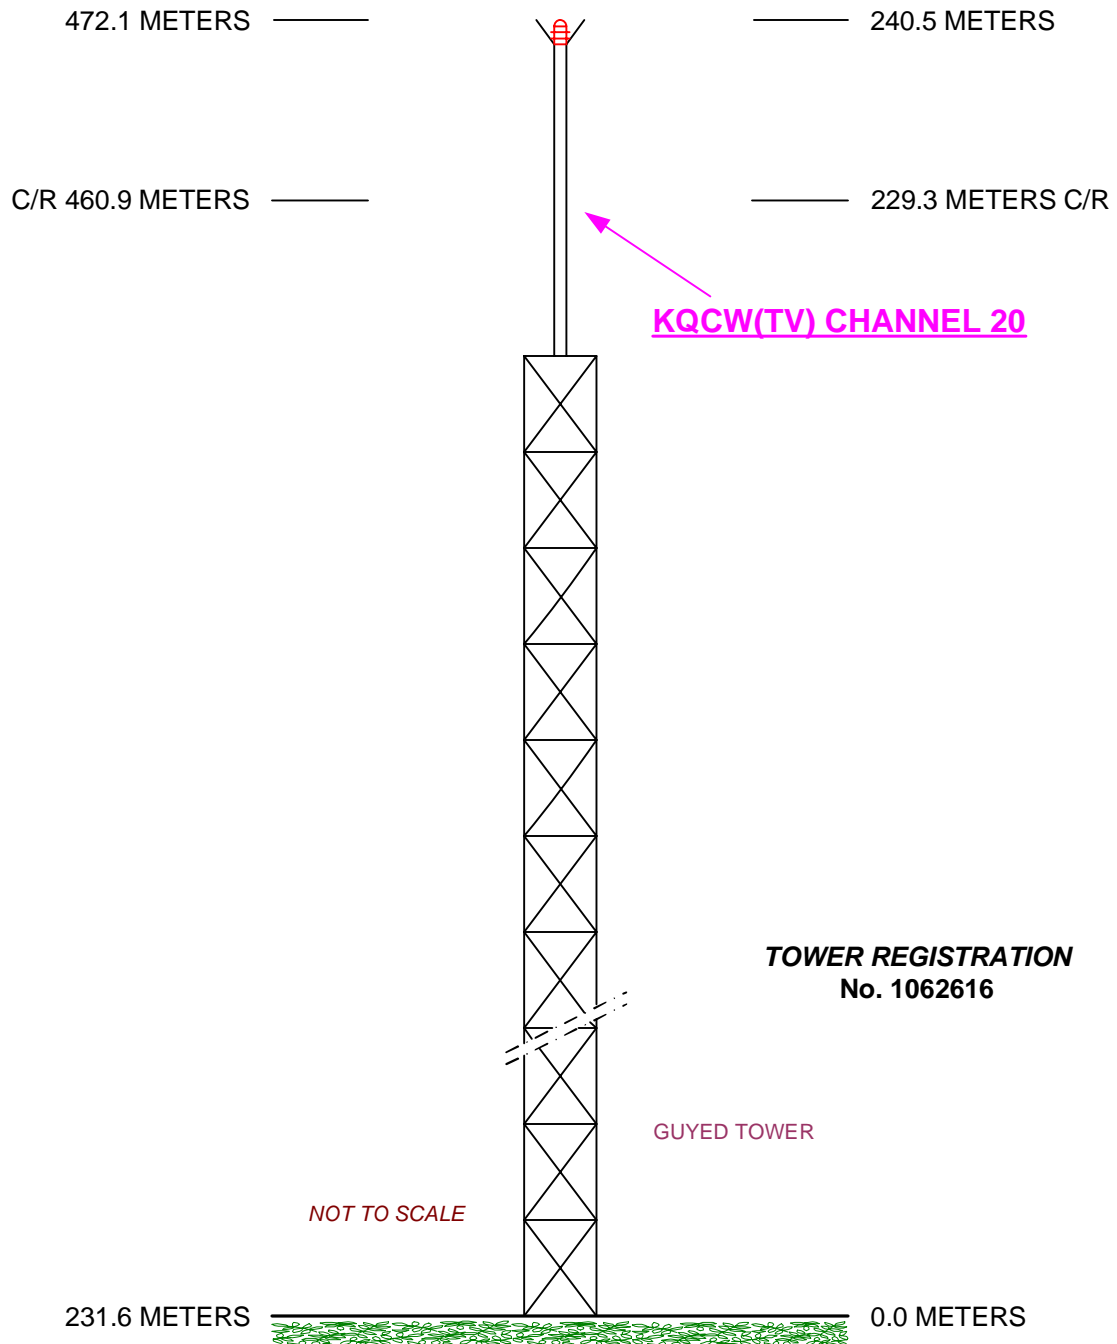 472.1 METERS
240.5 METERS
C/R 460.9 METERS
229.3 METERS C/R
KQCW(TV) CHANNEL 20
TOWER REGISTRATION
No. 1062616
GUYED TOWER
NOT TO SCALE
231.6 METERS
0.0 METERS